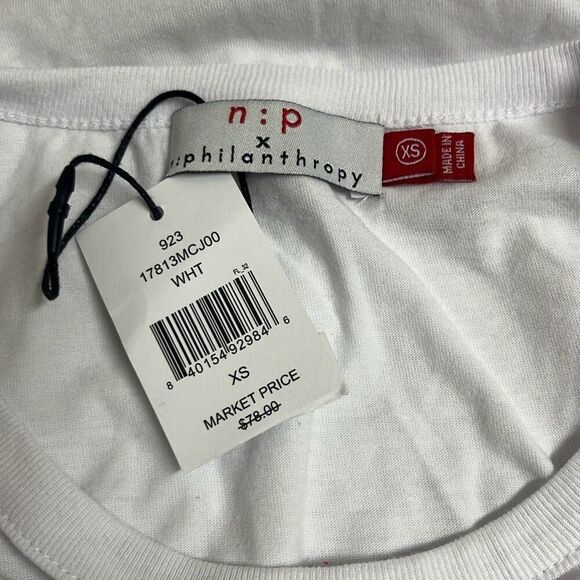 n:p
x
n:philanthropy
XS
MADE IN
CHINA
923
17813MCJ00
WHT
FL_32
8 40154 92984 6
XS
MARKET PRICE
$78.00